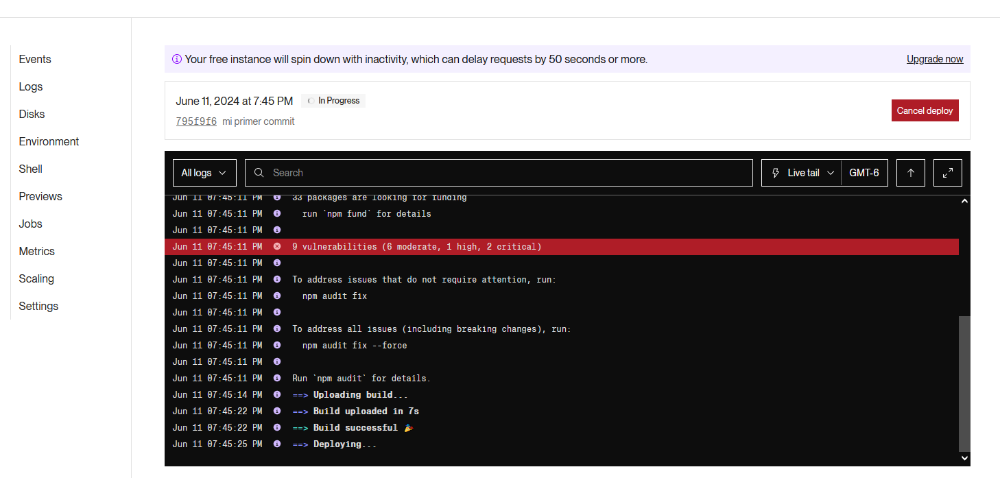 Events
Logs
Disks
Environment
Shell
Previews
Jobs
Metrics
Scaling
Settings
Your free instance will spin down with inactivity, which can delay requests by 50 seconds or more. Upgrade now
June 11, 2024 at 7:45 PM In Progress
795f9f6 mi primer commit
Cancel deploy
All logs Search Live tail GMT-6
Jun 11 07:45:11 PM 33 packages are looking for funding
Jun 11 07:45:11 PM run `npm fund` for details
Jun 11 07:45:11 PM
Jun 11 07:45:11 PM 9 vulnerabilities (6 moderate, 1 high, 2 critical)
Jun 11 07:45:11 PM
Jun 11 07:45:11 PM To address issues that do not require attention, run:
Jun 11 07:45:11 PM npm audit fix
Jun 11 07:45:11 PM
Jun 11 07:45:11 PM To address all issues (including breaking changes), run:
Jun 11 07:45:11 PM npm audit fix --force
Jun 11 07:45:11 PM
Jun 11 07:45:11 PM Run `npm audit` for details.
Jun 11 07:45:14 PM ==> Uploading build...
Jun 11 07:45:22 PM ==> Build uploaded in 7s
Jun 11 07:45:22 PM ==> Build successful 🎉
Jun 11 07:45:25 PM ==> Deploying...